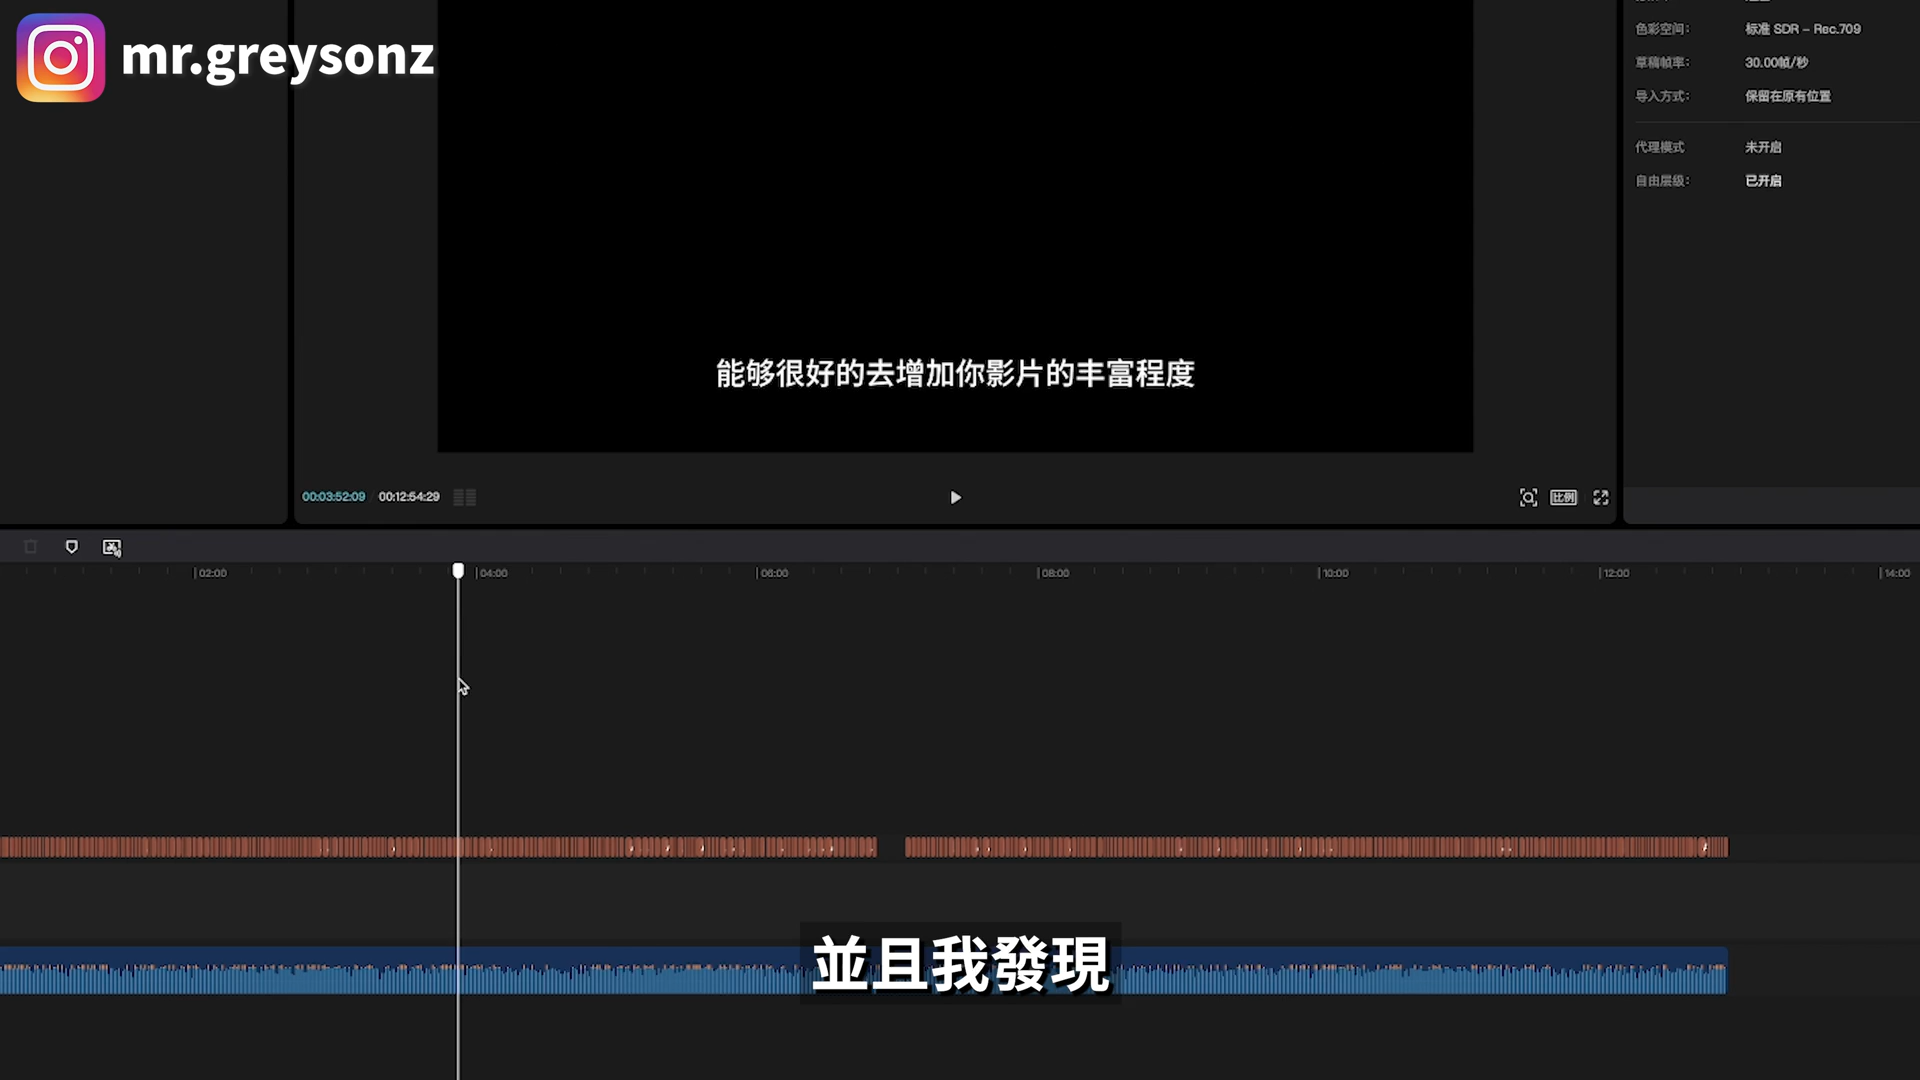 mr.greysonz
色彩空间: 标准 SDR - Rec.709
草稿帧率: 30.00帧/秒
导入方式: 保留在原有位置
代理模式 未开启
自由层级: 已开启
能够很好的去增加你影片的丰富程度
00:03:52:09 00:12:54:29
比例
02:00 04:00 06:00 08:00 10:00 12:00 14:00
並且我發現